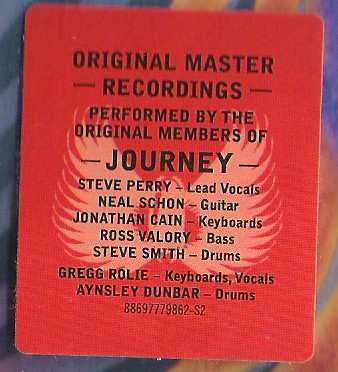 ORIGINAL MASTER
— RECORDINGS —
PERFORMED BY THE
ORIGINAL MEMBERS OF
— JOURNEY —
STEVE PERRY – Lead Vocals
NEAL SCHON – Guitar
JONATHAN CAIN – Keyboards
ROSS VALORY – Bass
STEVE SMITH – Drums
GREGG ROLIE – Keyboards, Vocals
AYNSLEY DUNBAR – Drums
88697779862-S2